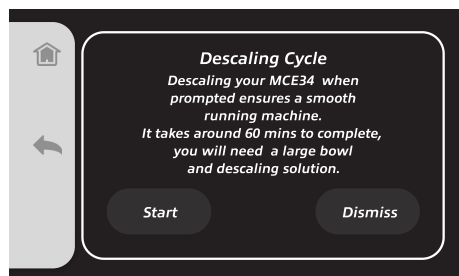 Descaling Cycle
Descaling your MCE34 when
prompted ensures a smooth
running machine.
It takes around 60 mins to complete,
you will need a large bowl
and descaling solution.
Start
Dismiss